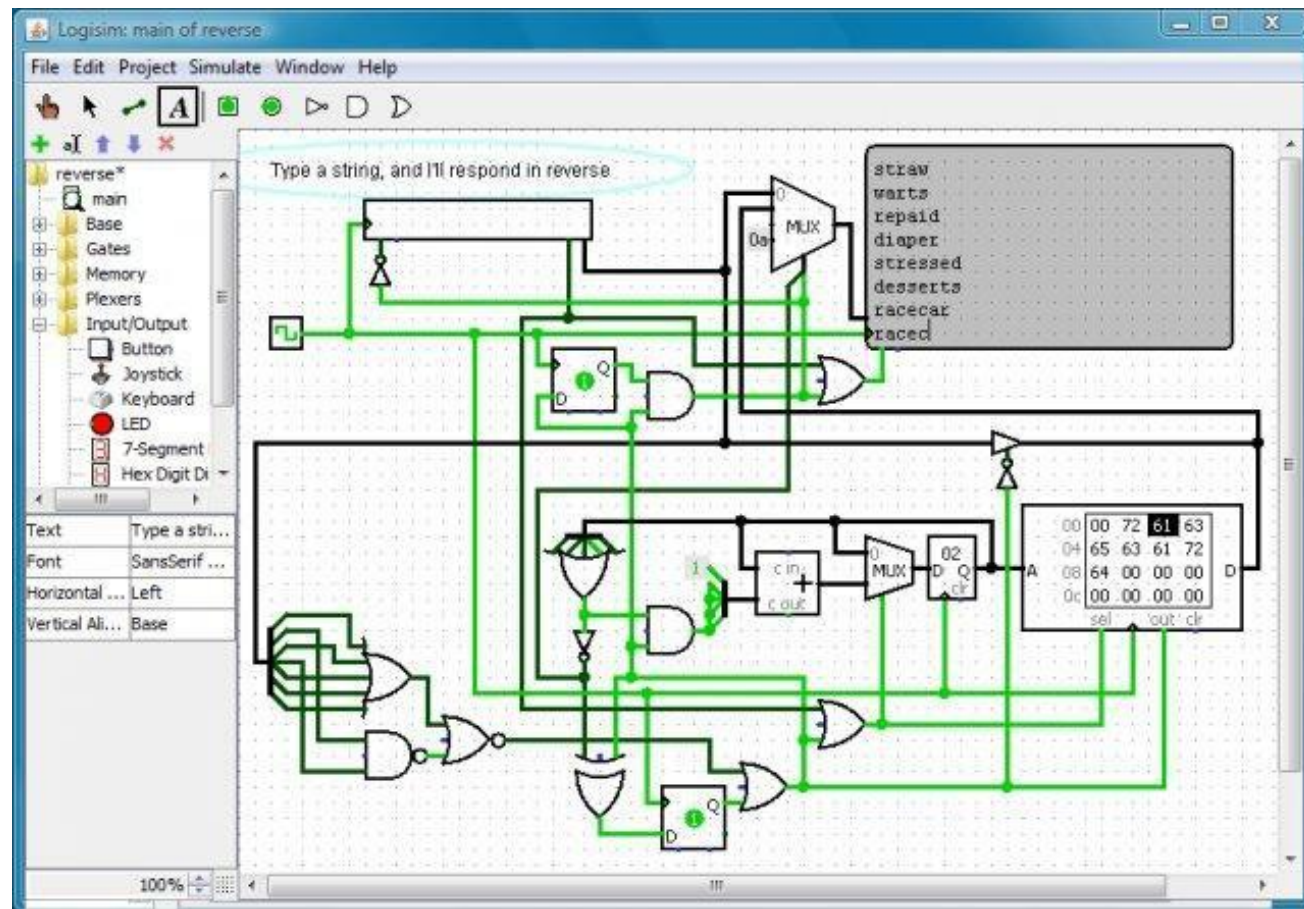 Logisim: main of reverse
File Edit Project Simulate Window Help
A
aI
reverse*
main
Base
Gates
Memory
Plexers
Input/Output
Button
Joystick
Keyboard
LED
7-Segment
Hex Digit Di
Text Type a stri...
Font SansSerif ...
Horizontal ... Left
Vertical Ali... Base
100%
Type a string, and I'll respond in reverse
0
MUX
0a
straw
warts
repaid
diaper
stressed
desserts
racecar
raced
Q
1
D
1
c in
+
c out
0
MUX
02
D Q
clr
A
00 00 72 61 63
04 65 63 61 72
08 64 00 00 00
0c 00 00 00 00
D
sel out clr
Q
1
D